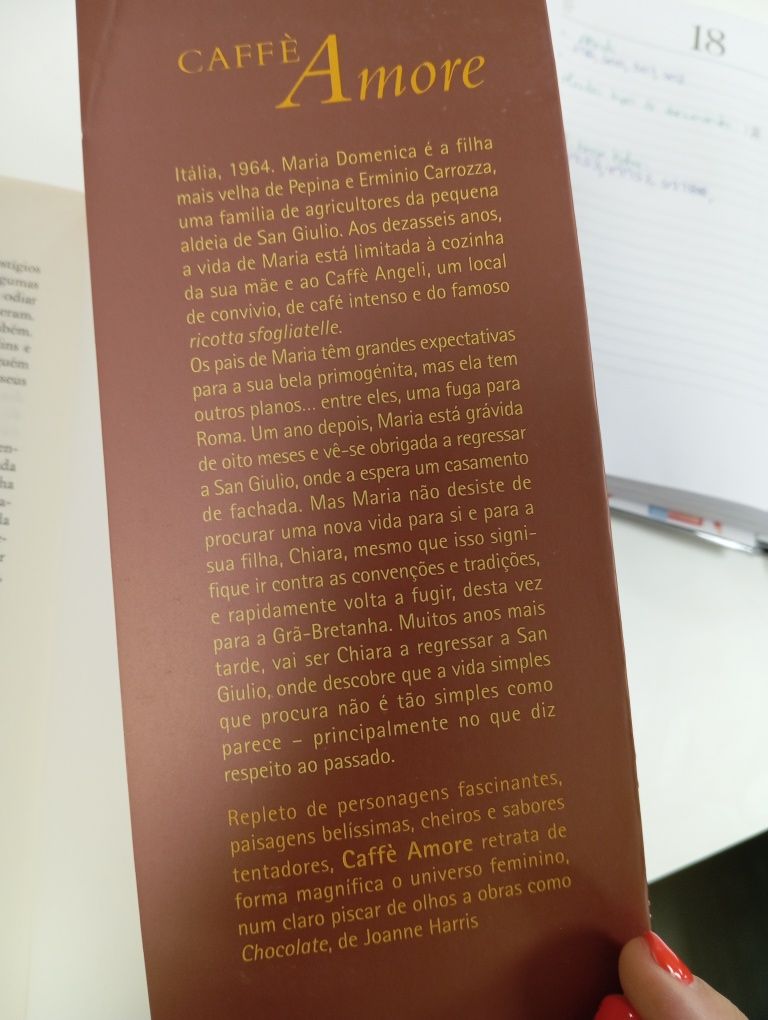 CAFFÈ
Amore
Itália, 1964. Maria Domenica é a filha
mais velha de Pepina e Erminio Carrozza,
uma família de agricultores da pequena
aldeia de San Giulio. Aos dezasseis anos,
a vida de Maria está limitada à cozinha
da sua mãe e ao Caffè Angeli, um local
de convívio, de café intenso e do famoso
ricotta sfogliatelle.
Os pais de Maria têm grandes expectativas
para a sua bela primogénita, mas ela tem
outros planos... entre eles, uma fuga para
Roma. Um ano depois, Maria está grávida
de oito meses e vê-se obrigada a regressar
a San Giulio, onde a espera um casamento
de fachada. Mas Maria não desiste de
procurar uma nova vida para si e para a
sua filha, Chiara, mesmo que isso signi-
fique ir contra as convenções e tradições,
e rapidamente volta a fugir, desta vez
para a Grã-Bretanha. Muitos anos mais
tarde, vai ser Chiara a regressar a San
Giulio, onde descobre que a vida simples
que procura não é tão simples como
parece – principalmente no que diz
respeito ao passado.
Repleto de personagens fascinantes,
paisagens belíssimas, cheiros e sabores
tentadores, Caffè Amore retrata de
forma magnífica o universo feminino,
num claro piscar de olhos a obras como
Chocolate, de Joanne Harris
18
odiar
eram.
seus